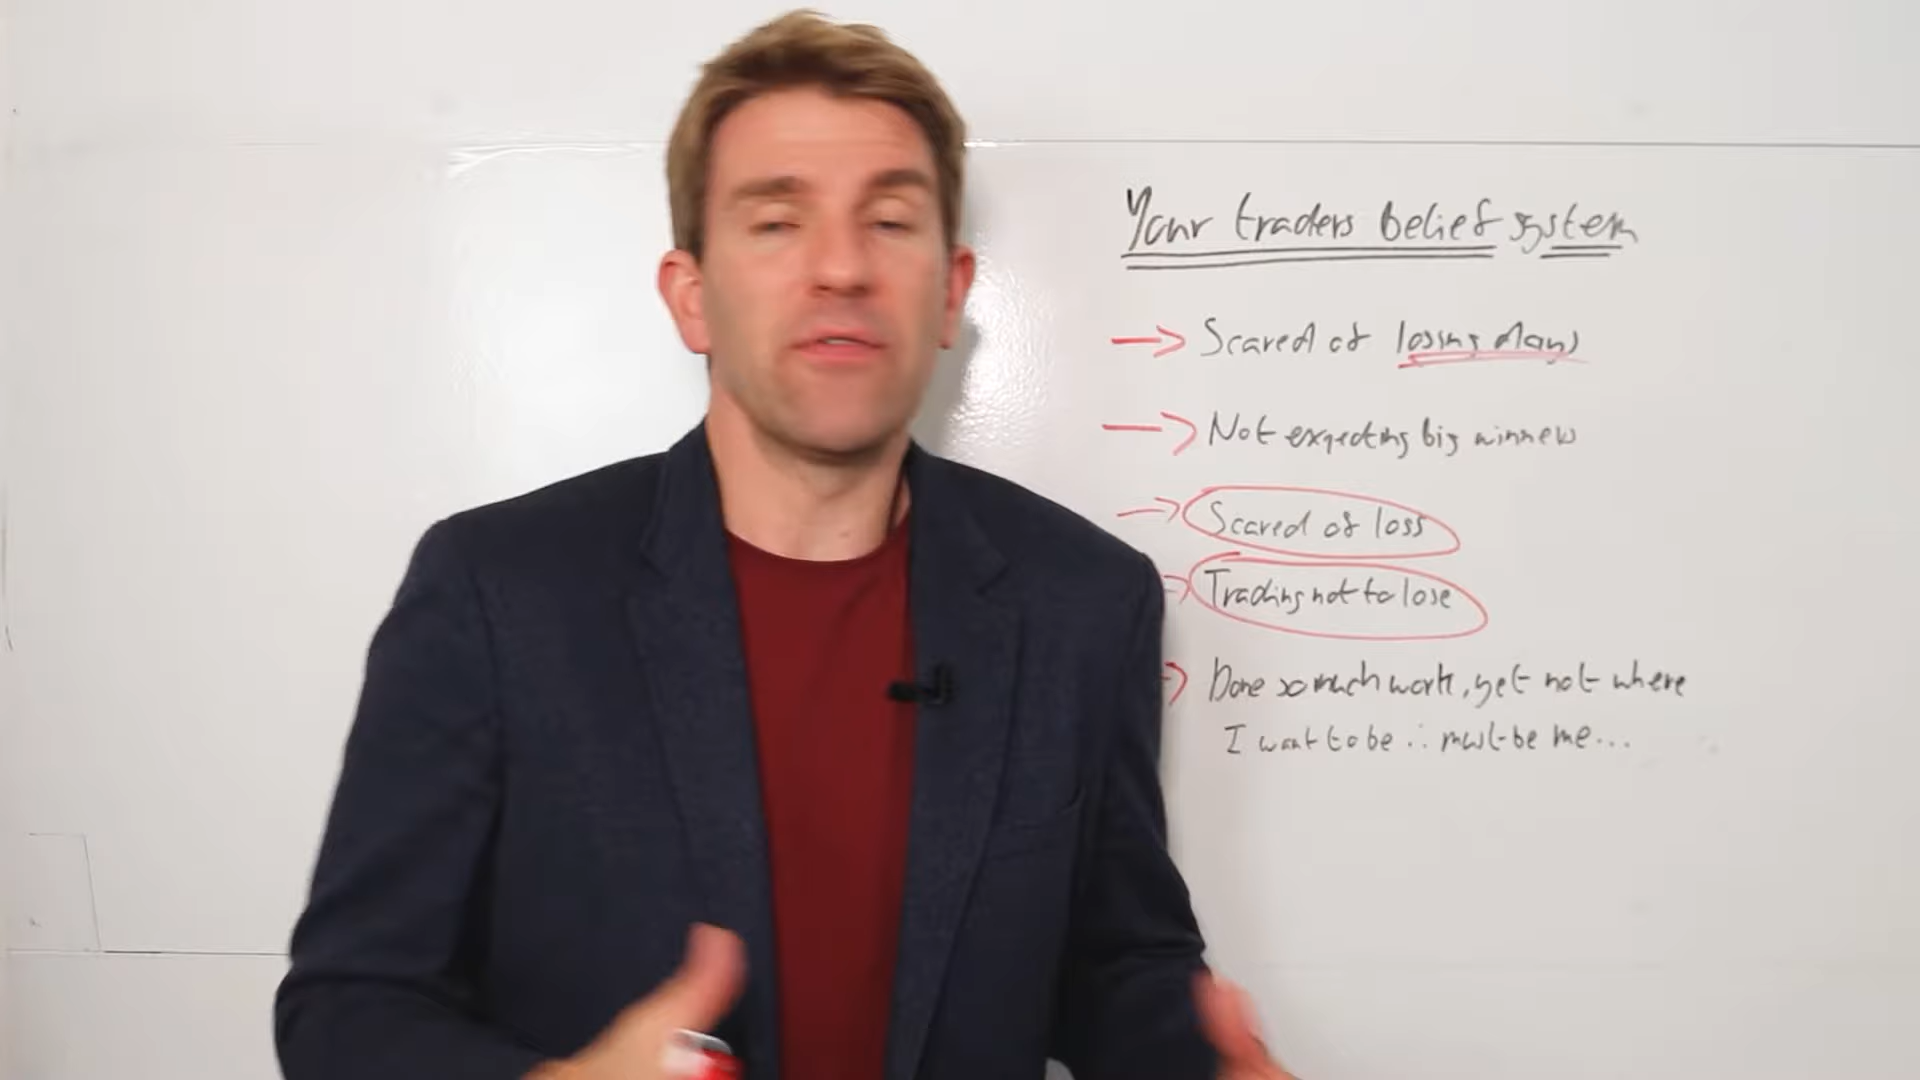 Your traders belief system
Scared of losing days
Not expecting big winners
Scared of loss
Trading not to lose
Done so much work, yet not where
I want to be ∴ must be me...